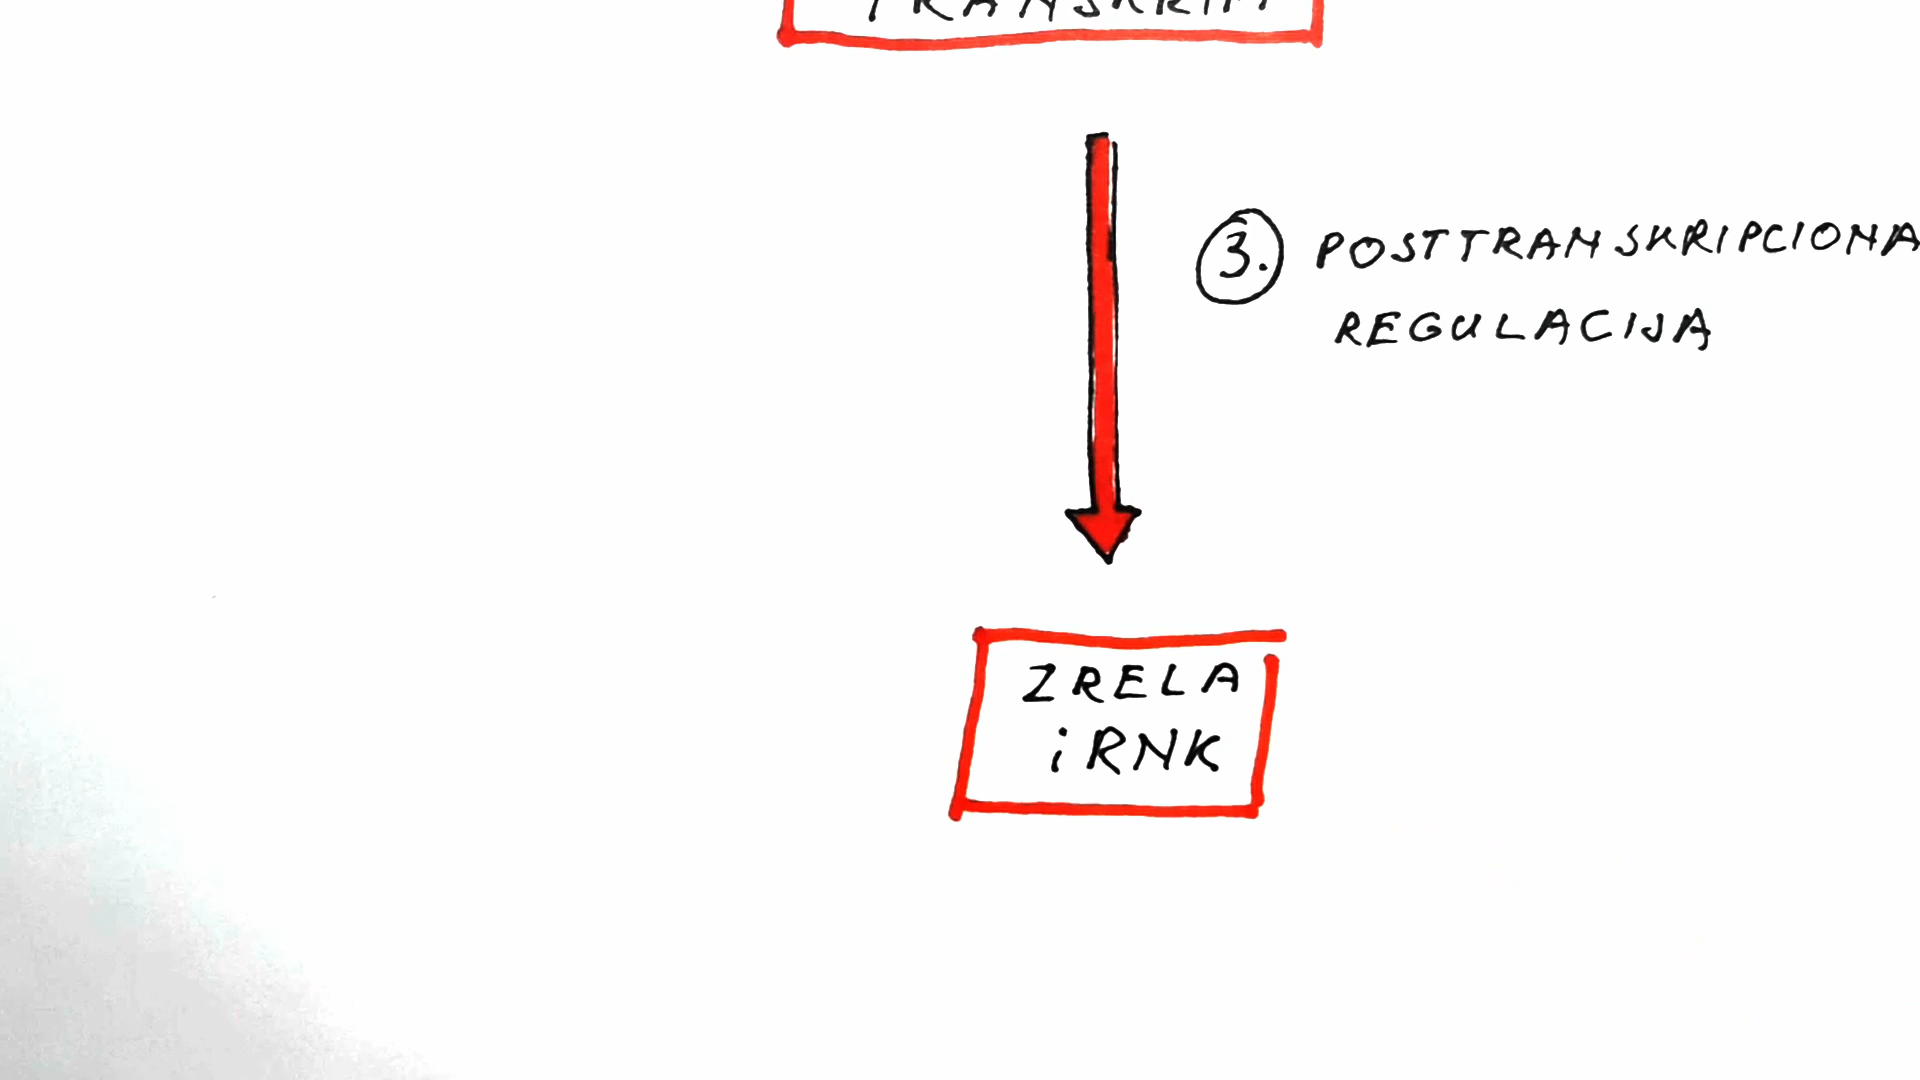 3. POSTTRANSKRIPCIONA
REGULACIJA
ZRELA
iRNK